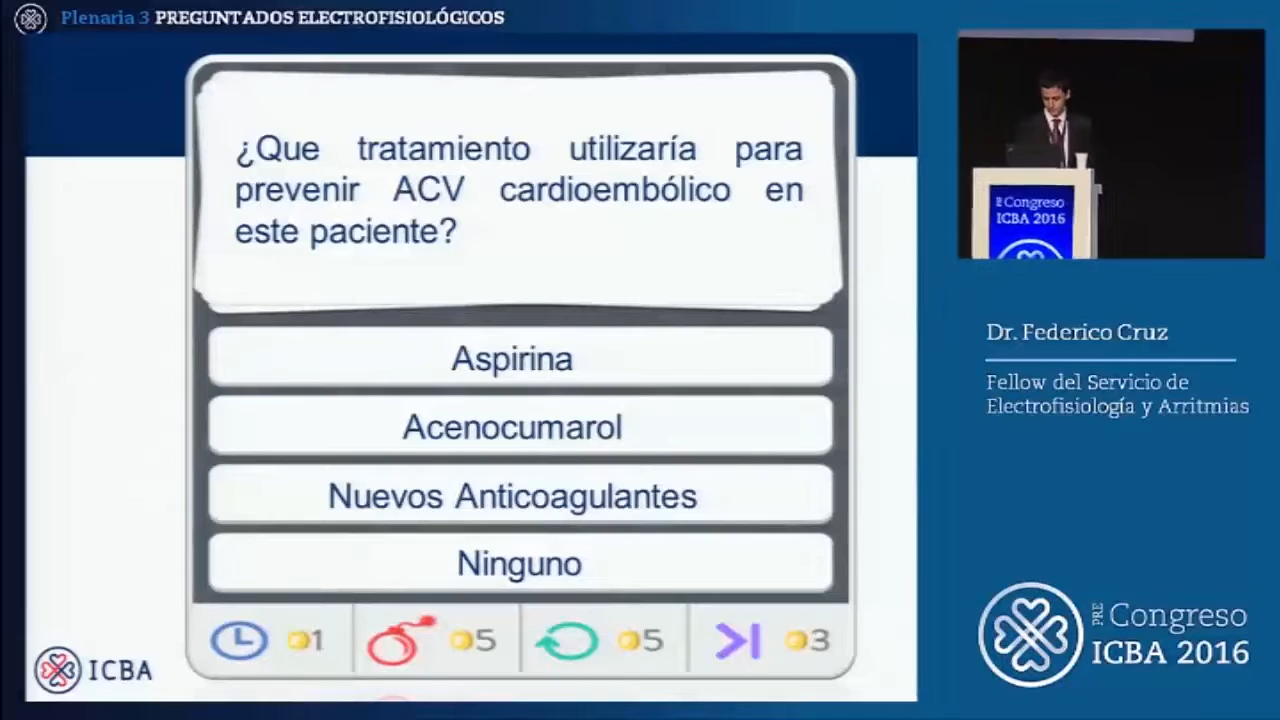 Plenaria 3 PREGUNTADOS ELECTROFISIOLÓGICOS
¿Que tratamiento utilizaría para
prevenir ACV cardioembólico en
este paciente?
Aspirina
Acenocumarol
Nuevos Anticoagulantes
Ninguno
1
5
5
3
ICBA
PRE Congreso
ICBA 2016
Dr. Federico Cruz
Fellow del Servicio de
Electrofisiología y Arritmias
PRE Congreso
ICBA 2016